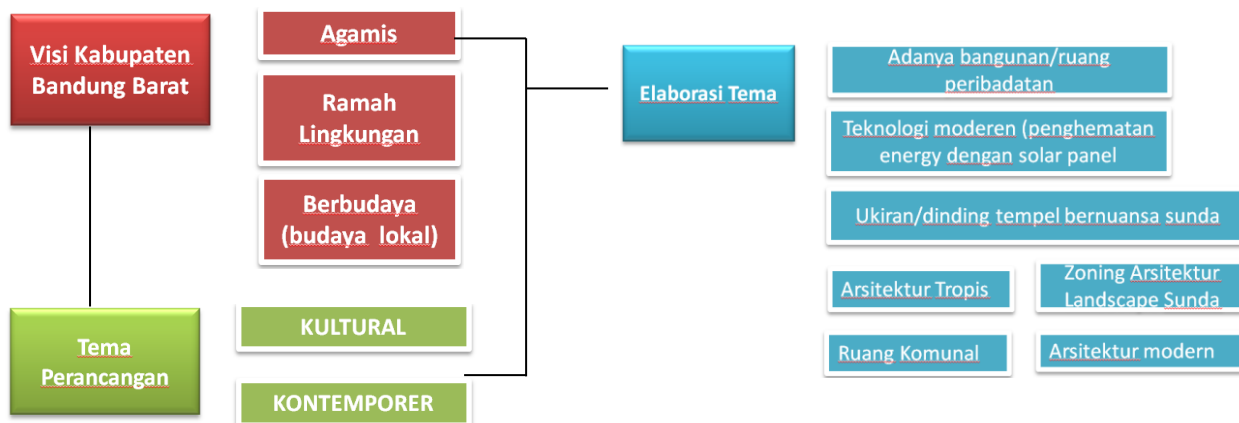 Visi Kabupaten
Bandung Barat
Agamis
Ramah
Lingkungan
Berbudaya
(budaya lokal)
Tema
Perancangan
KULTURAL
KONTEMPORER
Elaborasi Tema
Adanya bangunan/ruang
peribadatan
Teknologi moderen (penghematan
energy dengan solar panel
Ukiran/dinding tempel bernuansa sunda
Arsitektur Tropis
Zoning Arsitektur
Landscape Sunda
Ruang Komunal
Arsitektur modern